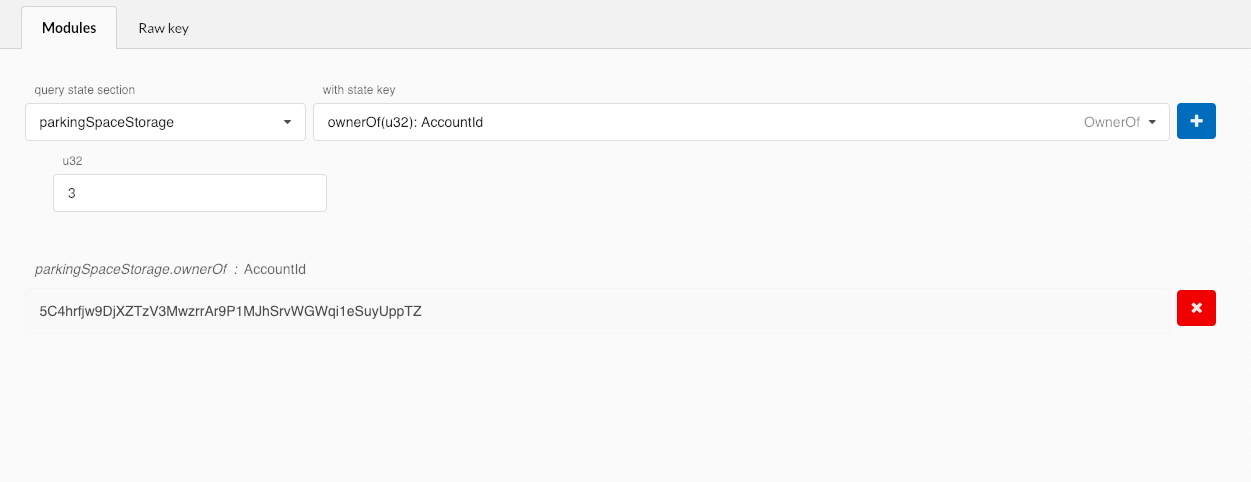 Modules Raw key
query state section with state key
parkingSpaceStorage ownerOf(u32): AccountId OwnerOf
u32
3
parkingSpaceStorage.ownerOf : AccountId
5C4hrfjw9DjXZTzV3MwzrrAr9P1MJhSrvWGWqi1eSuyUppTZ